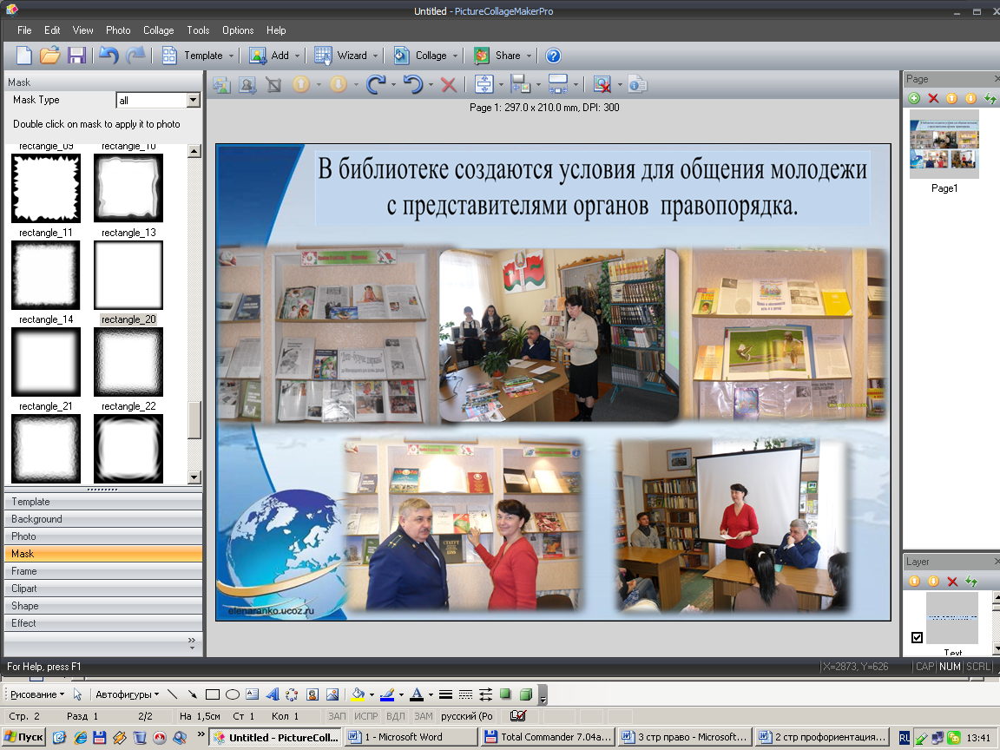 Untitled - PictureCollageMakerPro
File Edit View Photo Collage Tools Options Help
Template Add Wizard Collage Share
Mask
Mask Type all
Double click on mask to apply it to photo
rectangle_09 rectangle_10
rectangle_11 rectangle_13
rectangle_14 rectangle_20
rectangle_21 rectangle_22
Template
Background
Photo
Mask
Frame
Clipart
Shape
Effect
Page 1: 297.0 x 210.0 mm, DPI: 300
В библиотеке создаются условия для общения молодежи
с представителями органов правопорядка.
СТАТУТ
elenaranko.ucoz.ru
Page
Page1
Layer
Text
For Help, press F1
X=2873, Y=626 CAP NUM SCRL
Рисование Автофигуры
Стр. 2 Разд 1 2/2 На 1,5см Ст 1 Кол 1 ЗАП ИСПР ВДЛ ЗАМ русский (Ро
Пуск Untitled - PictureColl... 1 - Microsoft Word Total Commander 7.04a... 3 стр право - Microsoft... 2 стр профориентация... RU 13:41